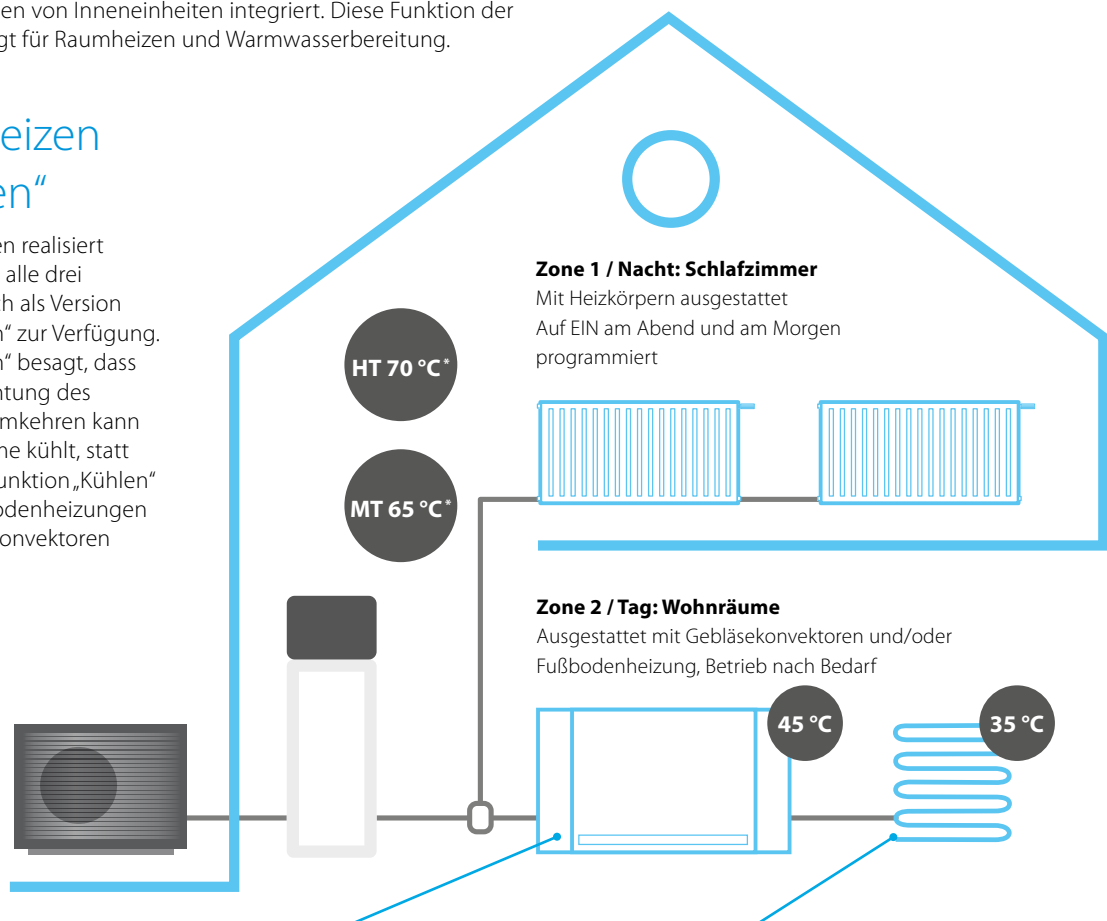 en von Inneneinheiten integriert. Diese Funktion der
gt für Raumheizen und Warmwasserbereitung.
eizen
en“
en realisiert
alle drei
ch als Version
n“ zur Verfügung.
n“ besagt, dass
ntung des
mkehren kann
ne kühlt, statt
unktion „Kühlen“
odenheizungen
onvektoren
HT 70 °C*
MT 65 °C*
Zone 1 / Nacht: Schlafzimmer
Mit Heizkörpern ausgestattet
Auf EIN am Abend und am Morgen
programmiert
Zone 2 / Tag: Wohnräume
Ausgestattet mit Gebläsekonvektoren und/oder
Fußbodenheizung, Betrieb nach Bedarf
45 °C
35 °C